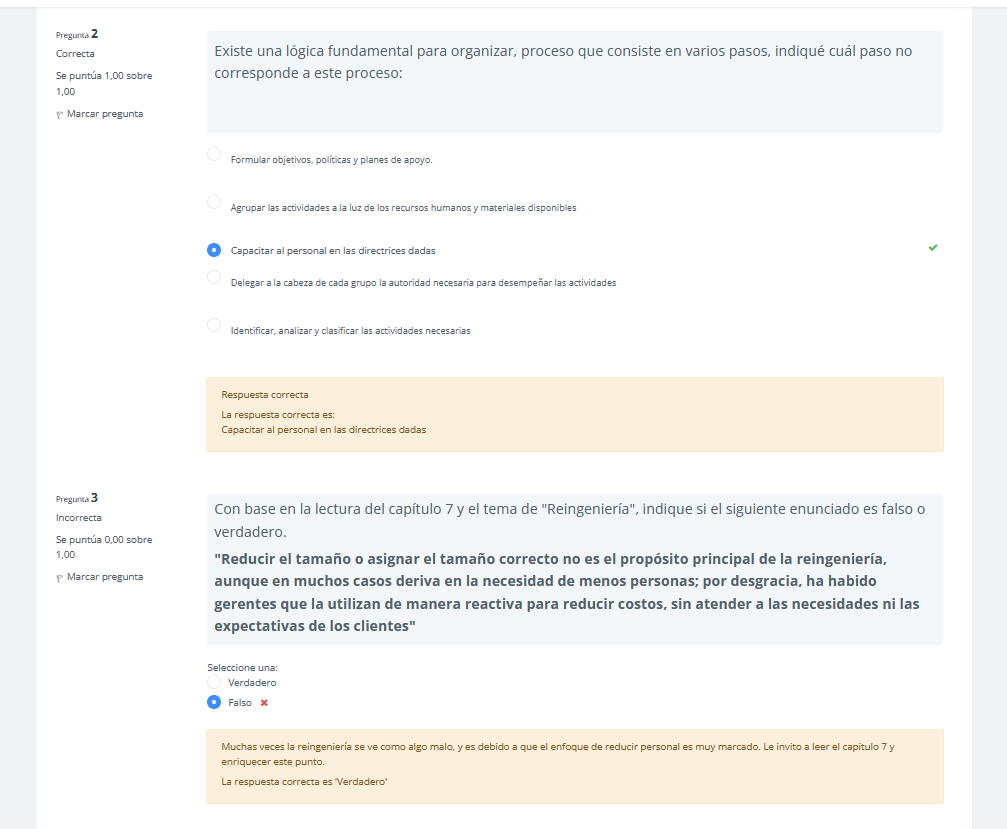 Pregunta 2
Correcta
Se puntúa 1,00 sobre
1,00
Marcar pregunta
Existe una lógica fundamental para organizar, proceso que consiste en varios pasos, indiqué cuál paso no
corresponde a este proceso:
Formular objetivos, políticas y planes de apoyo.
Agrupar las actividades a la luz de los recursos humanos y materiales disponibles
Capacitar al personal en las directrices dadas
Delegar a la cabeza de cada grupo la autoridad necesaria para desempeñar las actividades
Identificar, analizar y clasificar las actividades necesarias
Respuesta correcta
La respuesta correcta es:
Capacitar al personal en las directrices dadas
Pregunta 3
Incorrecta
Se puntúa 0,00 sobre
1,00
Marcar pregunta
Con base en la lectura del capítulo 7 y el tema de "Reingeniería", indique si el siguiente enunciado es falso o
verdadero.
"Reducir el tamaño o asignar el tamaño correcto no es el propósito principal de la reingeniería,
aunque en muchos casos deriva en la necesidad de menos personas; por desgracia, ha habido
gerentes que la utilizan de manera reactiva para reducir costos, sin atender a las necesidades ni las
expectativas de los clientes"
Seleccione una:
Verdadero
Falso
Muchas veces la reingeniería se ve como algo malo, y es debido a que el enfoque de reducir personal es muy marcado. Le invito a leer el capitulo 7 y
enriquecer este punto.
La respuesta correcta es 'Verdadero'